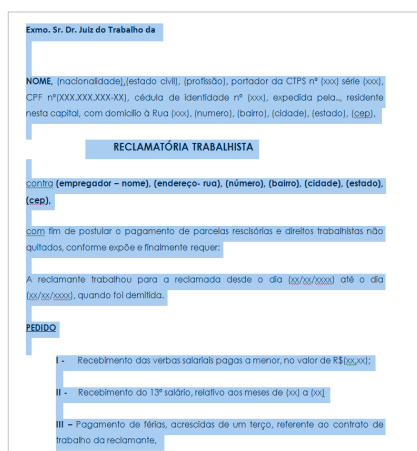 Exmo. Sr. Dr. Juiz do Trabalho da
NOME, (nacionalidade),(estado civil), (profissão), portador da CTPS nº (xxx) série (xxx),
CPF nº(XXX.XXX.XXX-XX), cédula de identidade nº (xxx), expedida pela.., residente
nesta capital, com domicílio à Rua (xxx), (numero), (bairro), (cidade), (estado), (cep),
RECLAMATÓRIA TRABALHISTA
contra (empregador – nome), (endereço- rua), (número), (bairro), (cidade), (estado),
(cep),
com fim de postular o pagamento de parcelas rescisórias e direitos trabalhistas não
quitados, conforme expõe e finalmente requer:
A reclamante trabalhou para a reclamada desde o dia (xx/xx/xxxx) até o dia
(xx/xx/xxxx), quando foi demitida.
PEDIDO
I - Recebimento das verbas salariais pagas a menor, no valor de R$(xx,xx);
II - Recebimento do 13º salário, relativo aos meses de (xx) a (xx)
III – Pagamento de férias, acrescidas de um terço, referente ao contrato de
trabalho da reclamante,